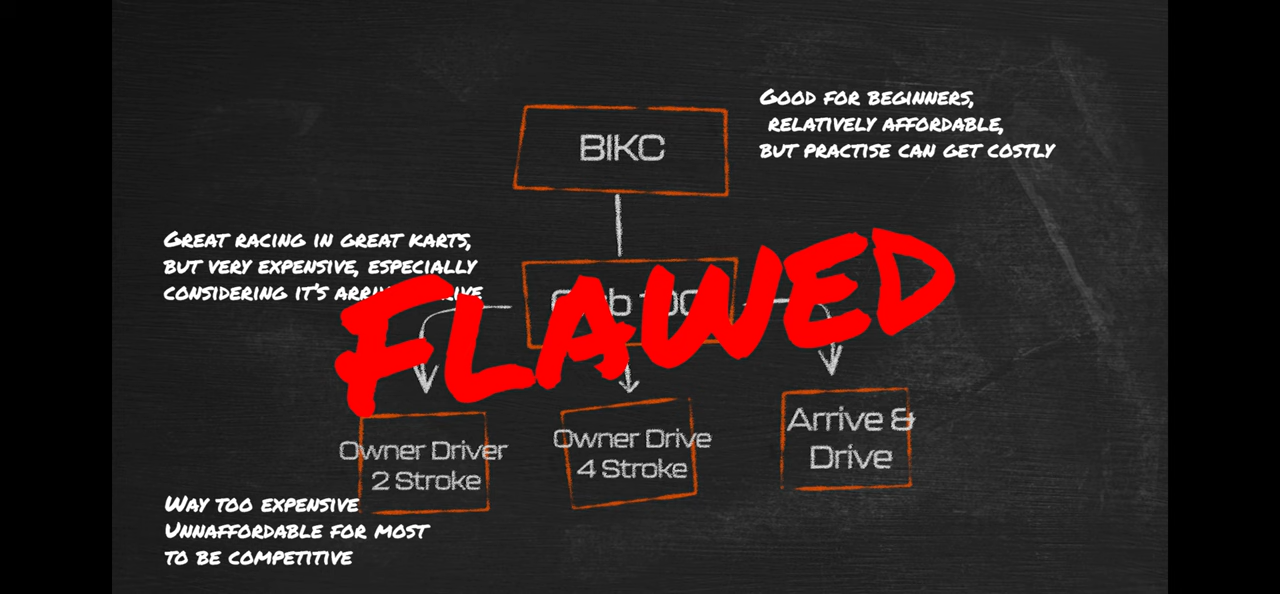 Good for beginners,
relatively affordable,
but practise can get costly
BIKC
Great racing in great karts,
but very expensive, especially
considering it's
FLAWED
Owner Driver
2 Stroke
Owner Drive
4 Stroke
Arrive &
Drive
Way too expensive
Unnaffordable for most
to be competitive